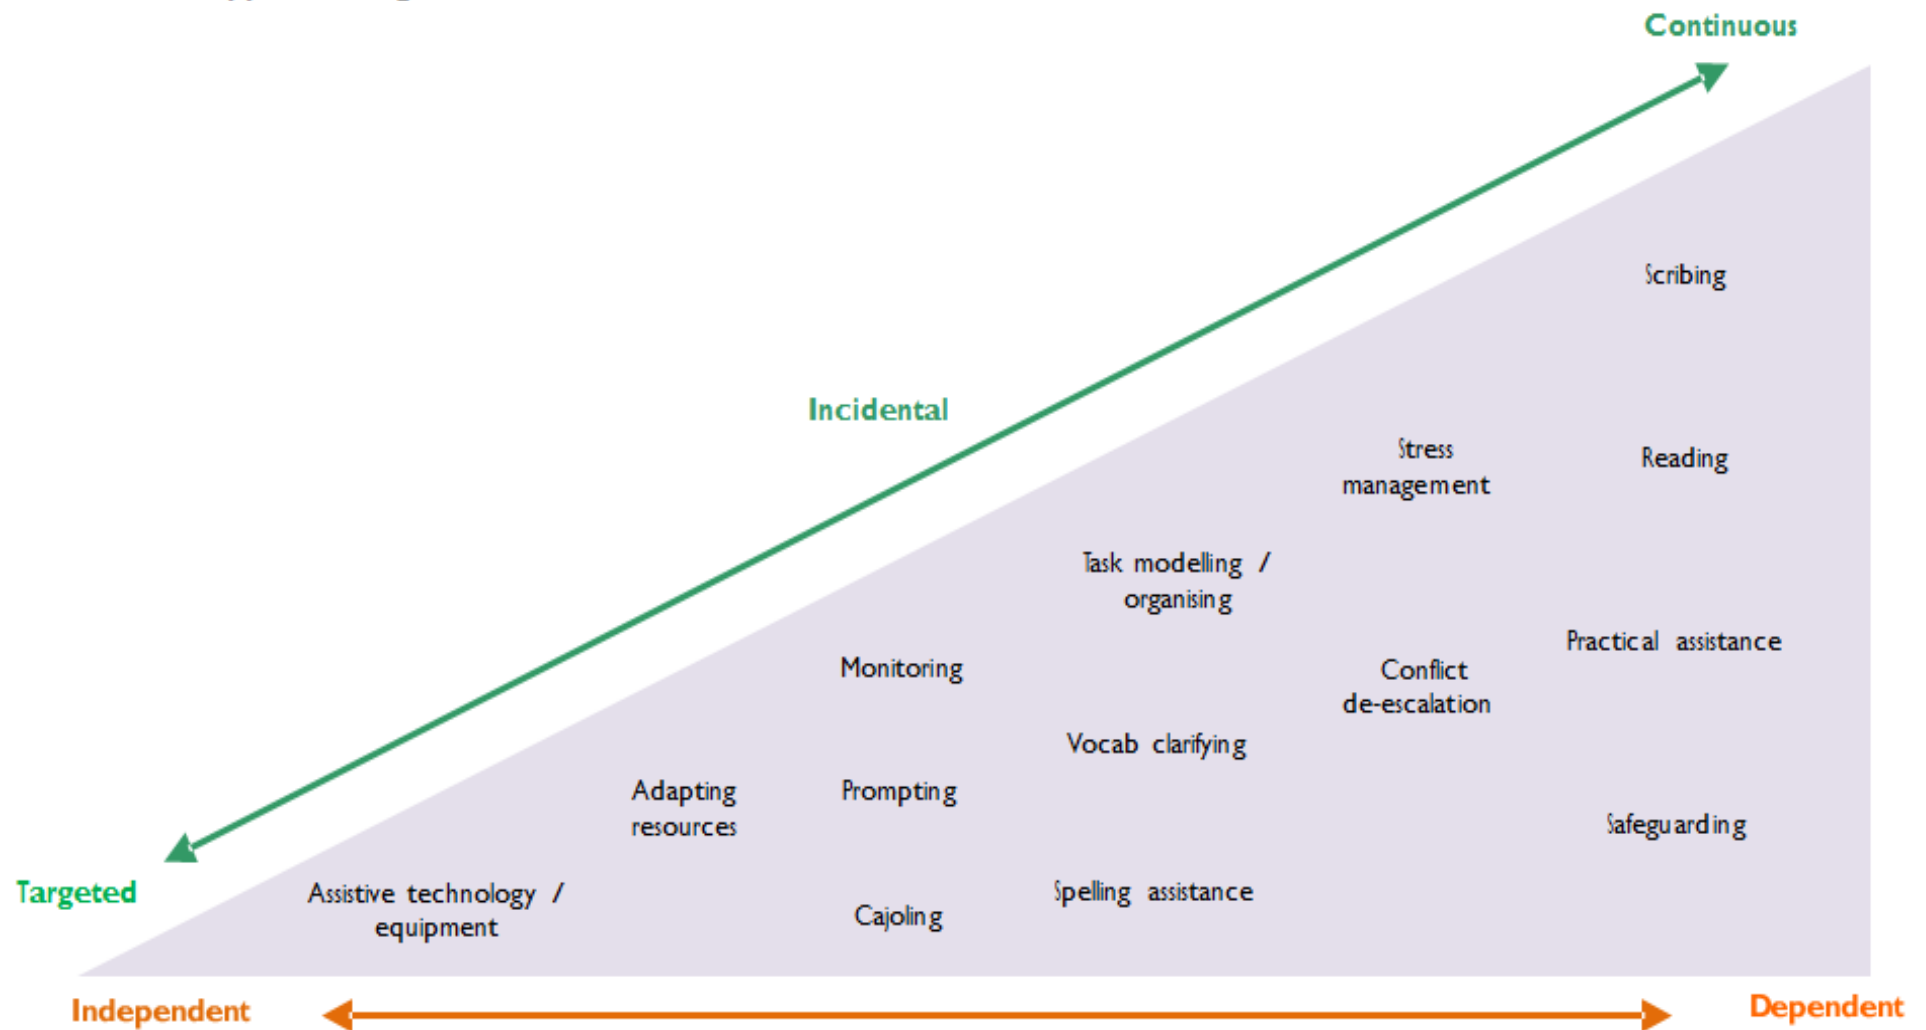 Continuous
Scribing
Incidental
Stress
management
Reading
Task modelling /
organising
Practical assistance
Monitoring
Conflict
de-escalation
Vocab clarifying
Adapting
resources
Prompting
Safeguarding
Targeted
Assistive technology /
equipment
Cajoling
Spelling assistance
Independent
Dependent